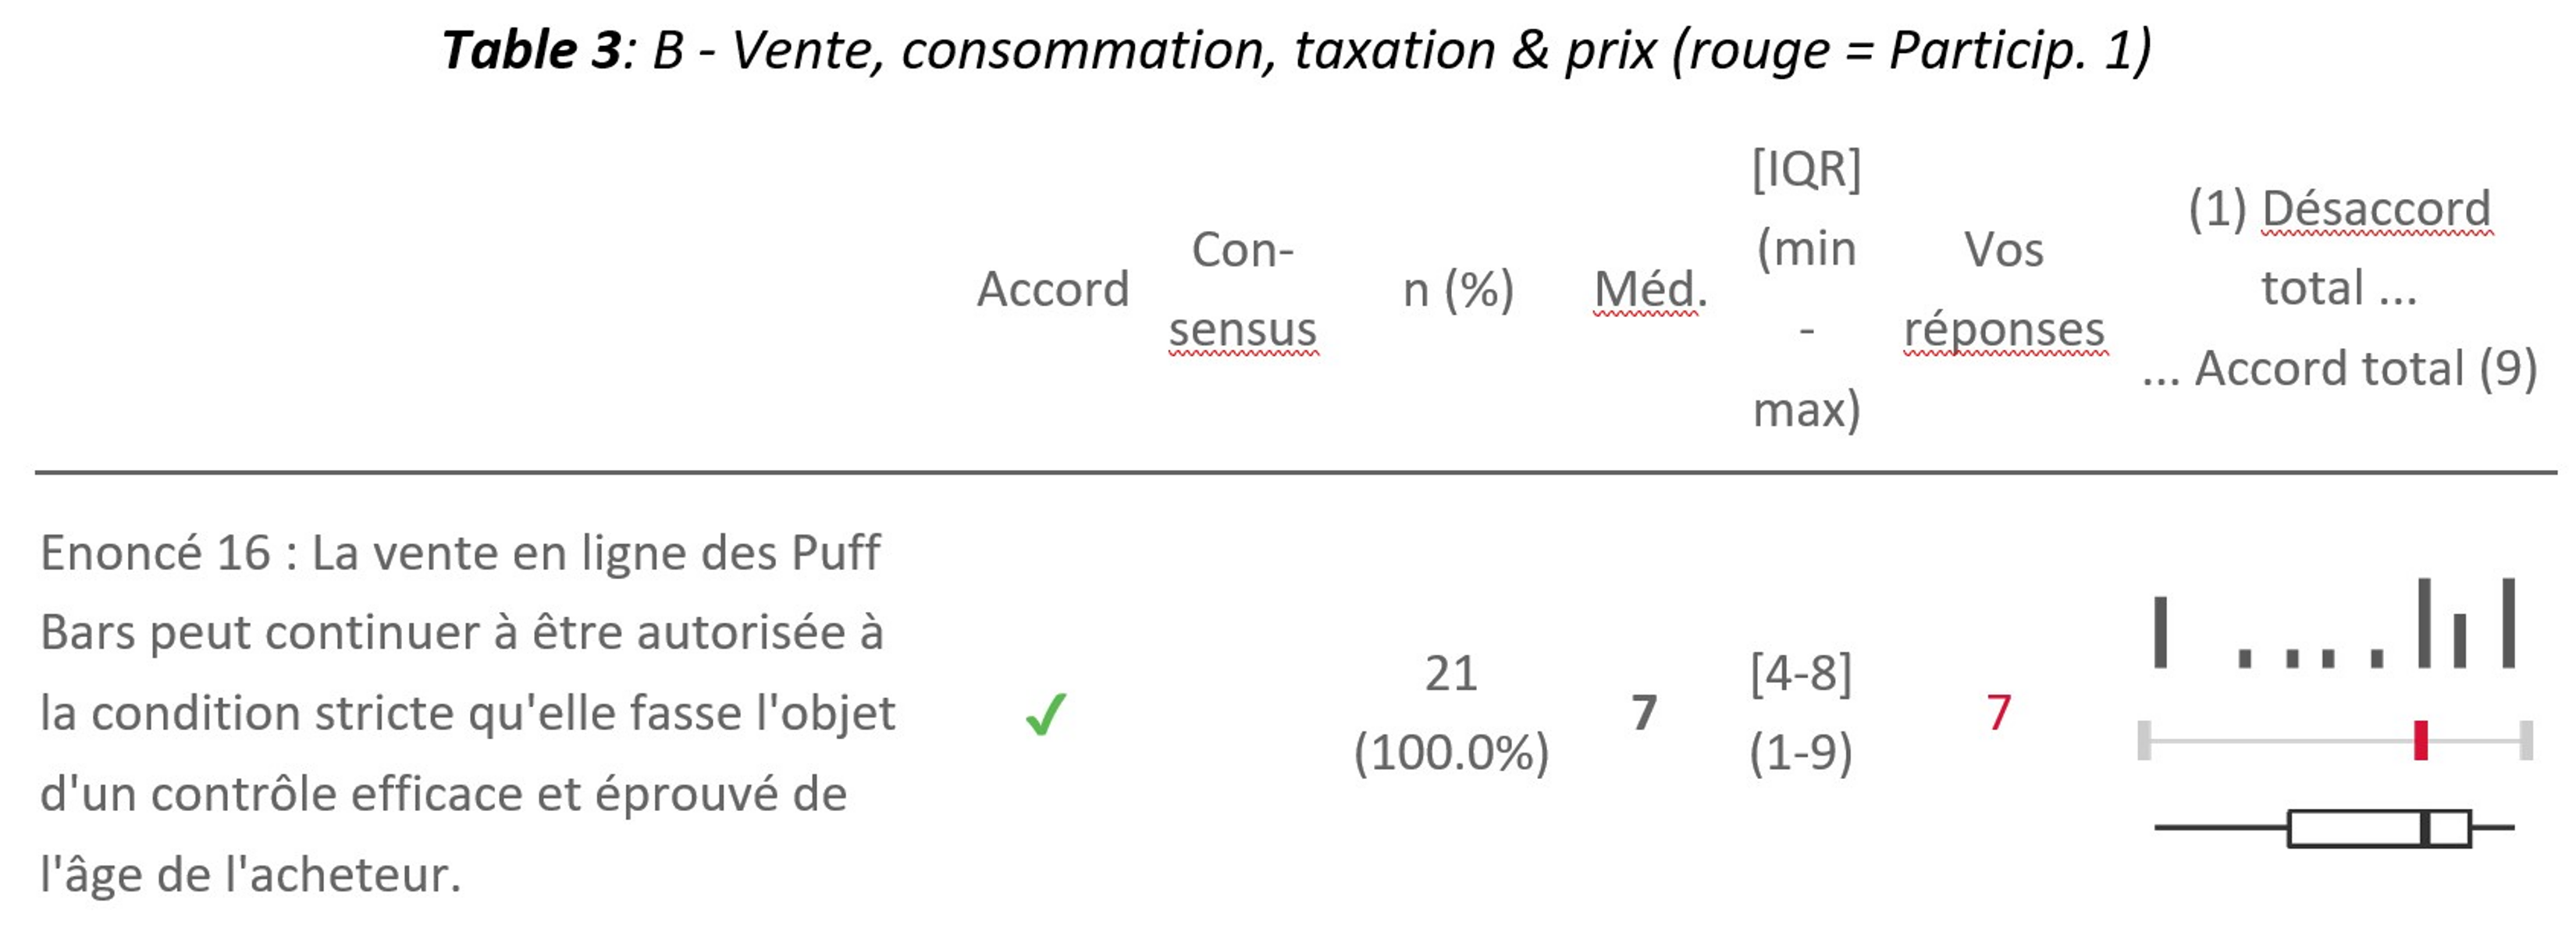 Table 3: B - Vente, consommation, taxation & prix (rouge = Particip. 1)
Accord
Con-
sensus
n (%)
Méd.
[IQR]
(min
-
max)
Vos
réponses
(1) Désaccord
total ...
... Accord total (9)
Enoncé 16 : La vente en ligne des Puff
Bars peut continuer à être autorisée à
la condition stricte qu'elle fasse l'objet
d'un contrôle efficace et éprouvé de
l'âge de l'acheteur.
21
(100.0%)
7
[4-8]
(1-9)
7